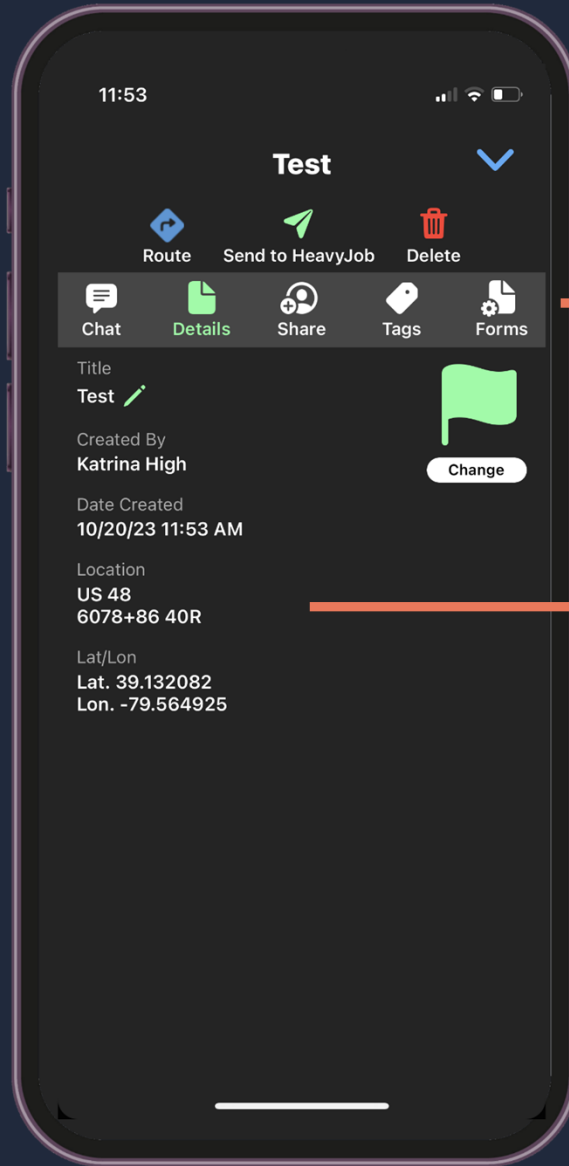 11:53
Test
Route Send to HeavyJob Delete
Chat Details Share Tags Forms
Title
Test
Created By
Katrina High
Change
Date Created
10/20/23 11:53 AM
Location
US 48
6078+86 40R
Lat/Lon
Lat. 39.132082
Lon. -79.564925